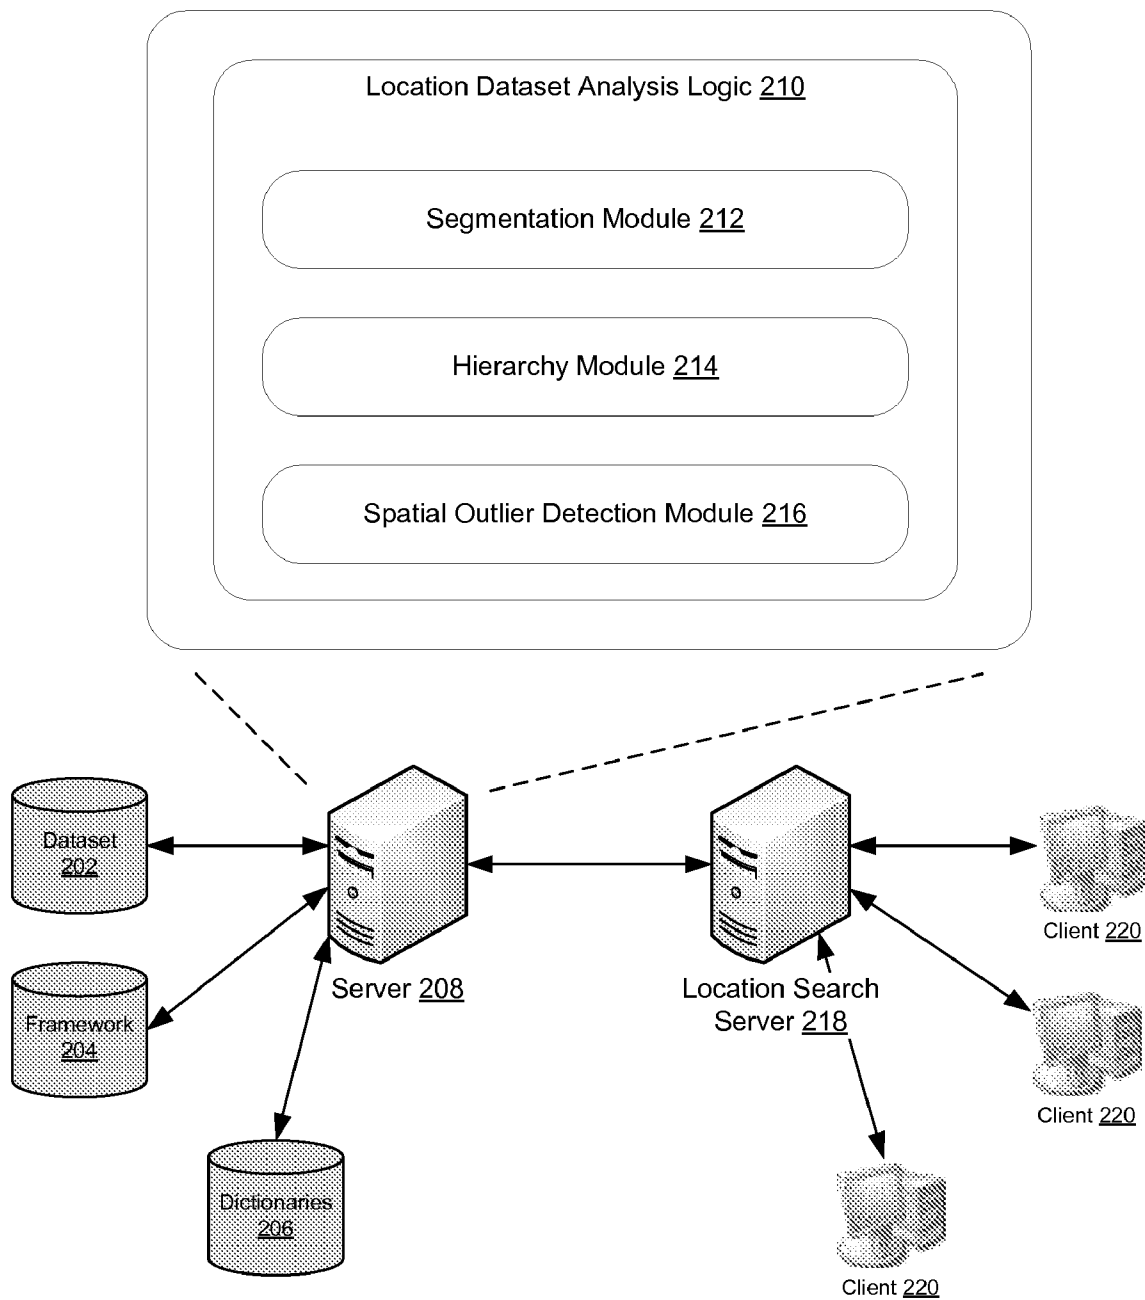 Location Dataset Analysis Logic 210
Segmentation Module 212
Hierarchy Module 214
Spatial Outlier Detection Module 216
Dataset
202
Client 220
Server 208
Location Search
Server 218
Framework
204
Client 220
Dictionaries
206
Client 220